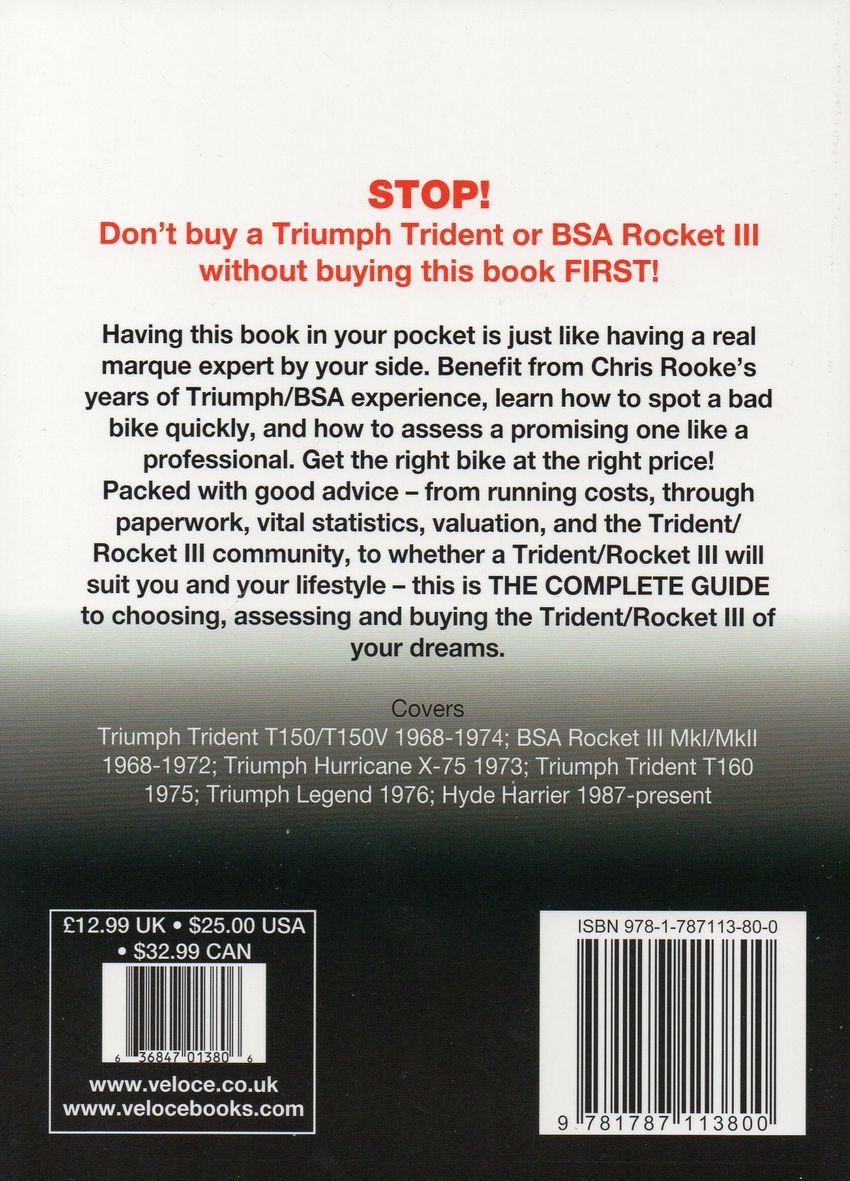 STOP!
Don't buy a Triumph Trident or BSA Rocket III
without buying this book FIRST!
Having this book in your pocket is just like having a real
marque expert by your side. Benefit from Chris Rooke's
years of Triumph/BSA experience, learn how to spot a bad
bike quickly, and how to assess a promising one like a
professional. Get the right bike at the right price!
Packed with good advice – from running costs, through
paperwork, vital statistics, valuation, and the Trident/
Rocket III community, to whether a Trident/Rocket III will
suit you and your lifestyle – this is THE COMPLETE GUIDE
to choosing, assessing and buying the Trident/Rocket III of
your dreams.
Covers
Triumph Trident T150/T150V 1968-1974; BSA Rocket III MkI/MkII
1968-1972; Triumph Hurricane X-75 1973; Triumph Trident T160
1975; Triumph Legend 1976; Hyde Harrier 1987-present
£12.99 UK • $25.00 USA
• $32.99 CAN
6 36847 01380 6
www.veloce.co.uk
www.velocebooks.com
ISBN 978-1-787113-80-0
9 781787 113800